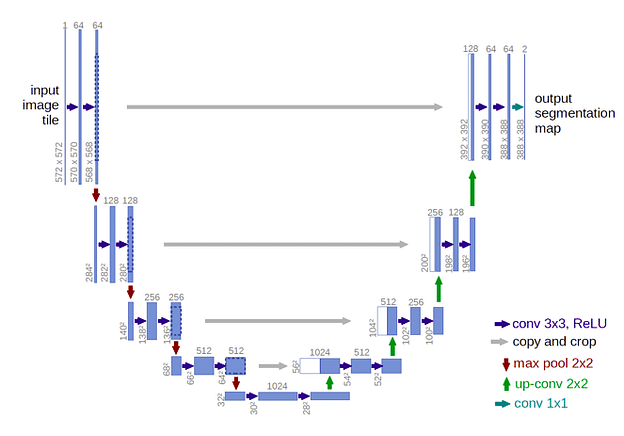 1 64 64
input
image
tile
572 x 572
570 x 570
568 x 568
128 64 64 2
392 x 392
390 x 390
388 x 388
388 x 388
output
segmentation
map
128 128
284²
282²
280²
256 128
200²
198²
196²
256 256
140²
138²
136²
512 256
104²
102²
100²
512 512
68²
66²
64²
1024 512
56²
54²
52²
1024
32²
30²
28²
conv 3x3, ReLU
copy and crop
max pool 2x2
up-conv 2x2
conv 1x1